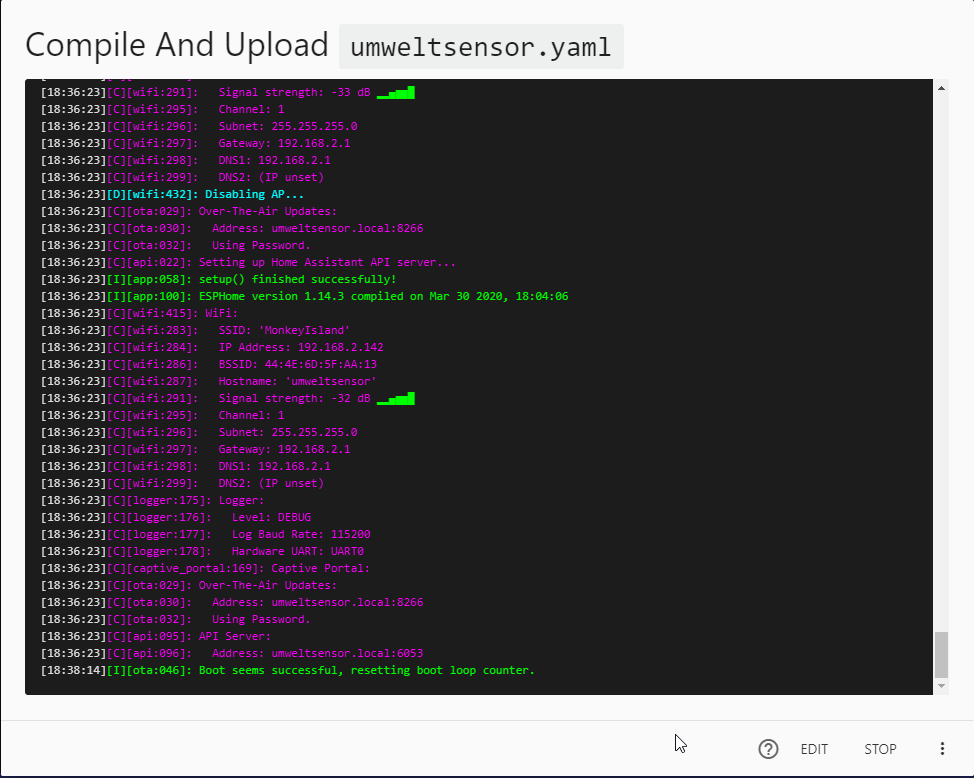 Compile And Upload umweltsensor.yaml
[18:36:23][C][wifi:291]:   Signal strength: -33 dB ▂▄▆█
[18:36:23][C][wifi:295]:   Channel: 1
[18:36:23][C][wifi:296]:   Subnet: 255.255.255.0
[18:36:23][C][wifi:297]:   Gateway: 192.168.2.1
[18:36:23][C][wifi:298]:   DNS1: 192.168.2.1
[18:36:23][C][wifi:299]:   DNS2: (IP unset)
[18:36:23][D][wifi:432]: Disabling AP...
[18:36:23][C][ota:029]: Over-The-Air Updates:
[18:36:23][C][ota:030]:   Address: umweltsensor.local:8266
[18:36:23][C][ota:032]:   Using Password.
[18:36:23][C][api:022]: Setting up Home Assistant API server...
[18:36:23][I][app:058]: setup() finished successfully!
[18:36:23][I][app:100]: ESPHome version 1.14.3 compiled on Mar 30 2020, 18:04:06
[18:36:23][C][wifi:415]: WiFi:
[18:36:23][C][wifi:283]:   SSID: 'MonkeyIsland'
[18:36:23][C][wifi:284]:   IP Address: 192.168.2.142
[18:36:23][C][wifi:286]:   BSSID: 44:4E:6D:5F:AA:13
[18:36:23][C][wifi:287]:   Hostname: 'umweltsensor'
[18:36:23][C][wifi:291]:   Signal strength: -32 dB ▂▄▆█
[18:36:23][C][wifi:295]:   Channel: 1
[18:36:23][C][wifi:296]:   Subnet: 255.255.255.0
[18:36:23][C][wifi:297]:   Gateway: 192.168.2.1
[18:36:23][C][wifi:298]:   DNS1: 192.168.2.1
[18:36:23][C][wifi:299]:   DNS2: (IP unset)
[18:36:23][C][logger:175]: Logger:
[18:36:23][C][logger:176]:   Level: DEBUG
[18:36:23][C][logger:177]:   Log Baud Rate: 115200
[18:36:23][C][logger:178]:   Hardware UART: UART0
[18:36:23][C][captive_portal:169]: Captive Portal:
[18:36:23][C][ota:029]: Over-The-Air Updates:
[18:36:23][C][ota:030]:   Address: umweltsensor.local:8266
[18:36:23][C][ota:032]:   Using Password.
[18:36:23][C][api:095]: API Server:
[18:36:23][C][api:096]:   Address: umweltsensor.local:6053
[18:38:14][I][ota:046]: Boot seems successful, resetting boot loop counter.
? EDIT STOP